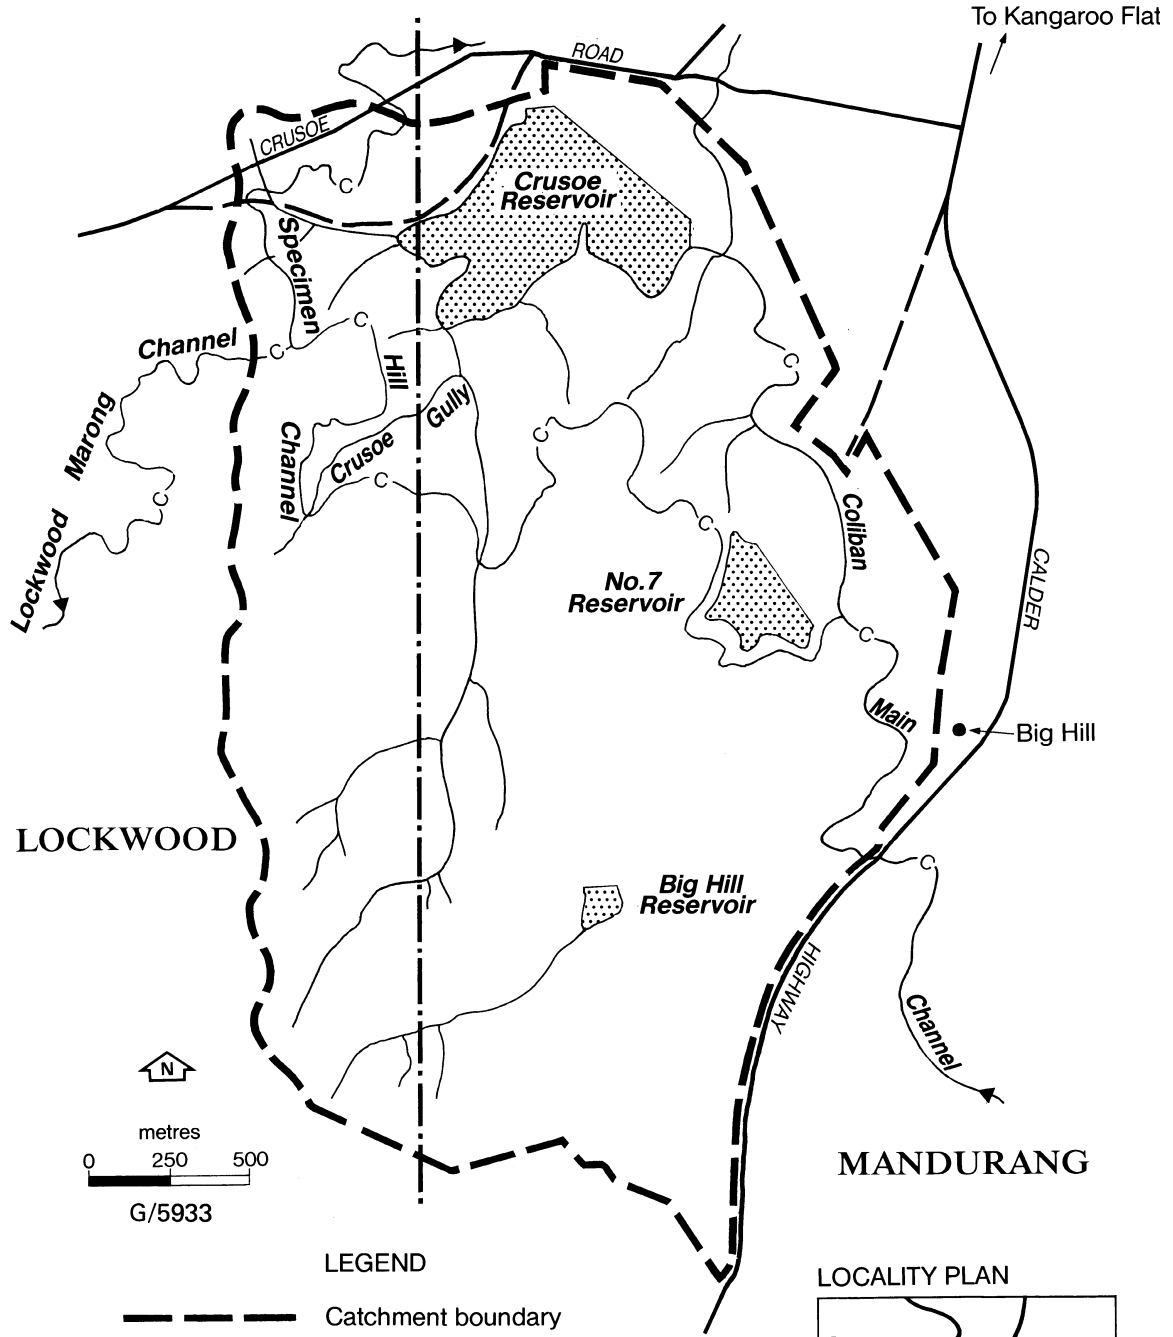 To Kangaroo Flat
ROAD
CRUSOE
C
Crusoe
Reservoir
Specimen
C
Channel
C
C
Hill
Gully
Marong
Channel
Crusoe
C
C
C
C
C
Coliban
Lockwood
No.7
Reservoir
CALDER
C
Main
Big Hill
LOCKWOOD
C
Big Hill
Reservoir
HIGHWAY
Channel
N
metres
0 250 500
G/5933
MANDURANG
LEGEND
LOCALITY PLAN
Catchment boundary